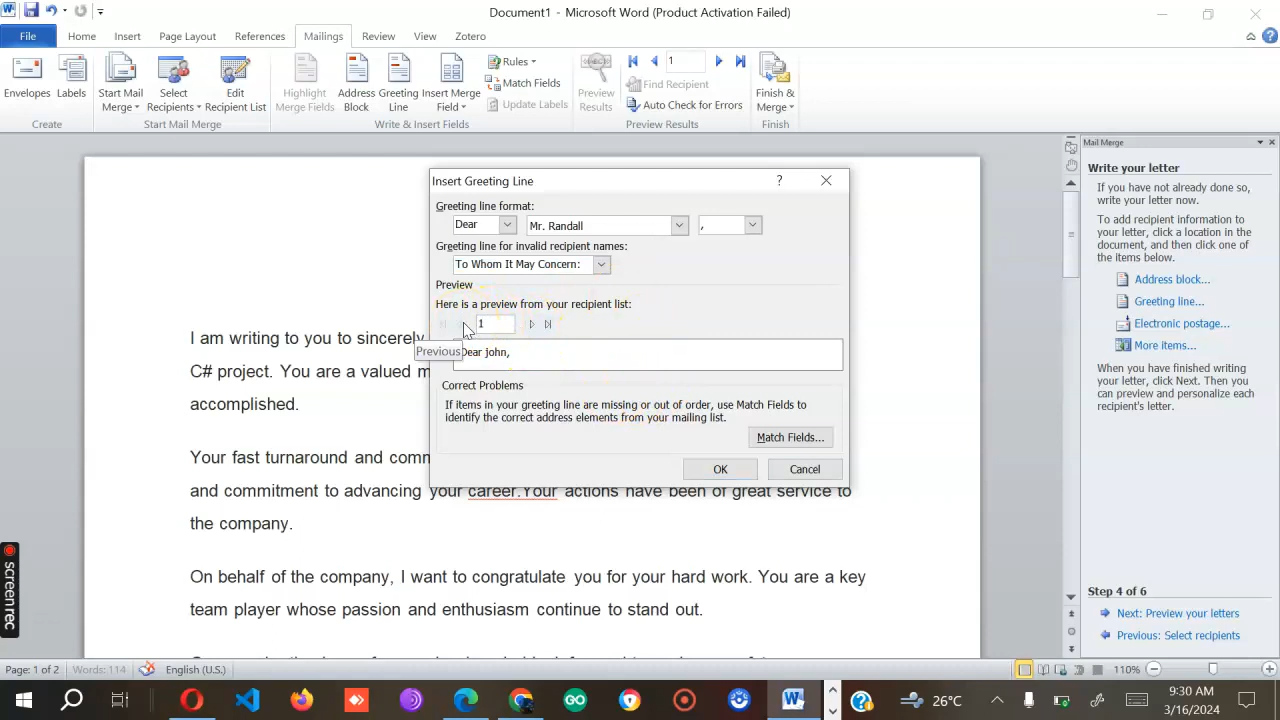 Document1 - Microsoft Word (Product Activation Failed)
File Home Insert Page Layout References Mailings Review View Zotero
Envelopes Labels Start Mail Merge Select Recipients Edit Recipient List Highlight Merge Fields Address Block Greeting Line Insert Merge Field Rules Match Fields Update Labels Preview Results 1 Find Recipient Auto Check for Errors Finish & Merge
Create Start Mail Merge Write & Insert Fields Preview Results Finish
Insert Greeting Line ?
Greeting line format:
Dear Mr. Randall ,
Greeting line for invalid recipient names:
To Whom It May Concern:
Preview
Here is a preview from your recipient list:
1
Previous
Dear john,
Correct Problems
If items in your greeting line are missing or out of order, use Match Fields to
identify the correct address elements from your mailing list.
Match Fields...
OK Cancel
I am writing to you to sincerely
C# project. You are a valued
accomplished.
Your fast turnaround and
and commitment to advancing your career.Your actions have been of great service to
the company.
On behalf of the company, I want to congratulate you for your hard work. You are a key
team player whose passion and enthusiasm continue to stand out.
Mail Merge
Write your letter
If you have not already done so,
write your letter now.
To add recipient information to
your letter, click a location in the
document, and then click one of
the items below.
Address block...
Greeting line...
Electronic postage...
More items...
When you have finished writing
your letter, click Next. Then you
can preview and personalize each
recipient's letter.
Step 4 of 6
Next: Preview your letters
Previous: Select recipients
screen rec
Page: 1 of 2 Words: 114 English (U.S.) 110%
26°C
9:30 AM
3/16/2024